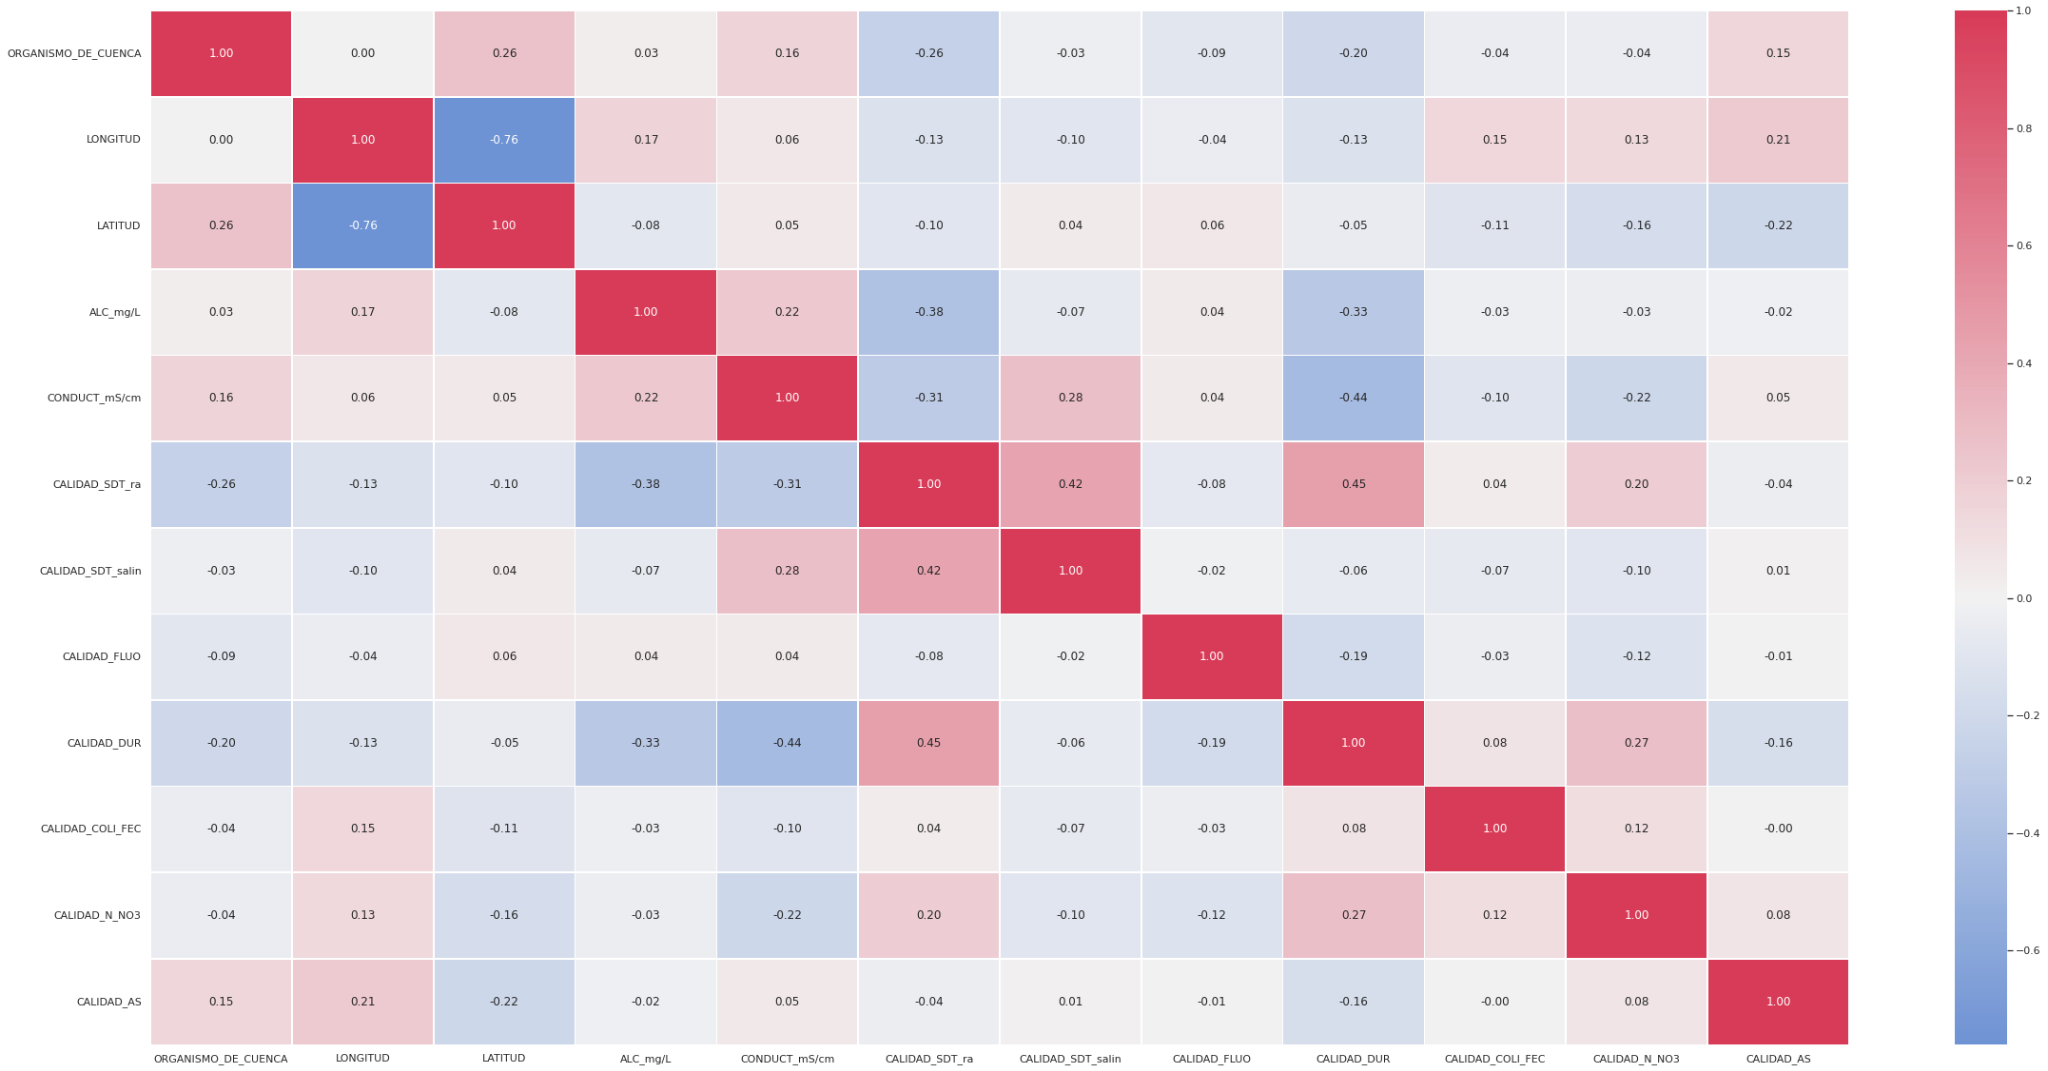 ORGANISMO_DE_CUENCA 1.00 0.00 0.26 0.03 0.16 -0.26 -0.03 -0.09 -0.20 -0.04 -0.04 0.15
LONGITUD 0.00 1.00 -0.76 0.17 0.06 -0.13 -0.10 -0.04 -0.13 0.15 0.13 0.21
LATITUD 0.26 -0.76 1.00 -0.08 0.05 -0.10 0.04 0.06 -0.05 -0.11 -0.16 -0.22
ALC_mg/L 0.03 0.17 -0.08 1.00 0.22 -0.38 -0.07 0.04 -0.33 -0.03 -0.03 -0.02
CONDUCT_mS/cm 0.16 0.06 0.05 0.22 1.00 -0.31 0.28 0.04 -0.44 -0.10 -0.22 0.05
CALIDAD_SDT_ra -0.26 -0.13 -0.10 -0.38 -0.31 1.00 0.42 -0.08 0.45 0.04 0.20 -0.04
CALIDAD_SDT_salin -0.03 -0.10 0.04 -0.07 0.28 0.42 1.00 -0.02 -0.06 -0.07 -0.10 0.01
CALIDAD_FLUO -0.09 -0.04 0.06 0.04 0.04 -0.08 -0.02 1.00 -0.19 -0.03 -0.12 -0.01
CALIDAD_DUR -0.20 -0.13 -0.05 -0.33 -0.44 0.45 -0.06 -0.19 1.00 0.08 0.27 -0.16
CALIDAD_COLI_FEC -0.04 0.15 -0.11 -0.03 -0.10 0.04 -0.07 -0.03 0.08 1.00 0.12 -0.00
CALIDAD_N_NO3 -0.04 0.13 -0.16 -0.03 -0.22 0.20 -0.10 -0.12 0.27 0.12 1.00 0.08
CALIDAD_AS 0.15 0.21 -0.22 -0.02 0.05 -0.04 0.01 -0.01 -0.16 -0.00 0.08 1.00
ORGANISMO_DE_CUENCA LONGITUD LATITUD ALC_mg/L CONDUCT_mS/cm CALIDAD_SDT_ra CALIDAD_SDT_salin CALIDAD_FLUO CALIDAD_DUR CALIDAD_COLI_FEC CALIDAD_N_NO3 CALIDAD_AS
1.0
0.8
0.6
0.4
0.2
0.0
−0.2
−0.4
−0.6